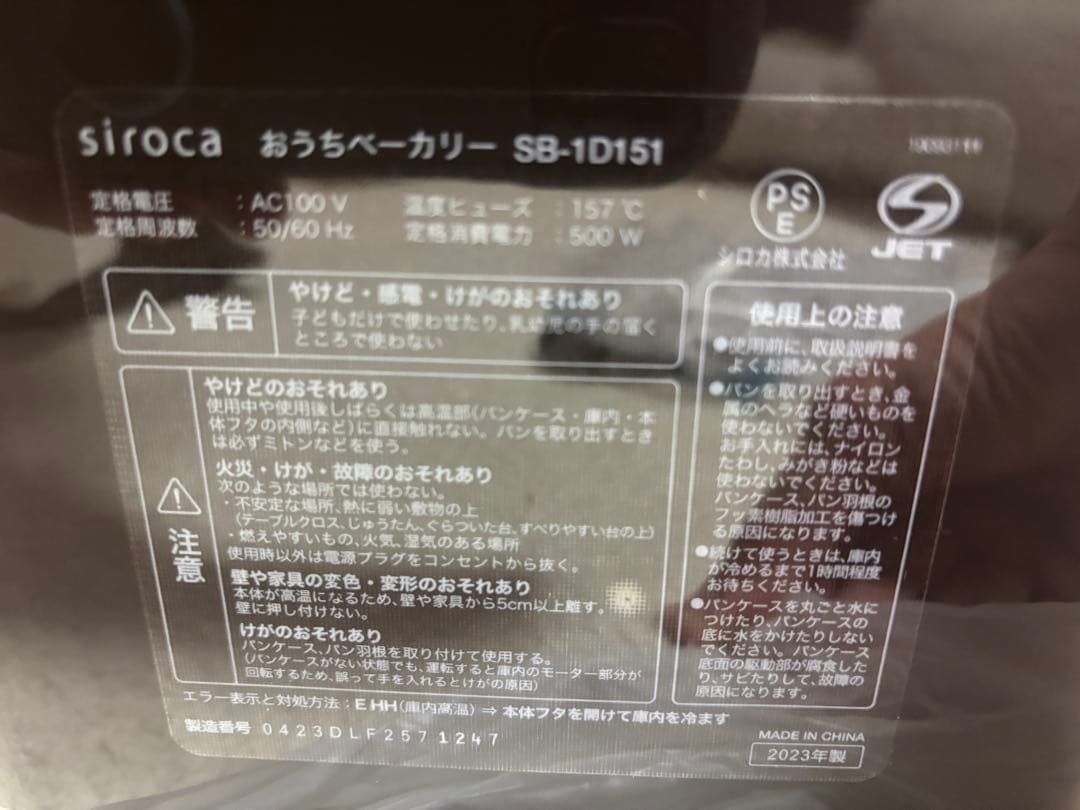 siroca おうちベーカリー SB-1D151
定格電圧 : AC100 V 温度ヒューズ : 157 ℃
定格周波数 : 50/60 Hz 定格消費電力 : 500 W
PS
E
JET
シロカ株式会社
警告
やけど・感電・けがのおそれあり
子どもだけで使わせたり、乳幼児の手の届く
ところで使わない
注意
やけどのおそれあり
使用中や使用後しばらくは高温部(パンケース・庫内・本
体フタの内側など)に直接触れない。パンを取り出すとき
は必ずミトンなどを使う。
火災・けが・故障のおそれあり
次のような場所では使わない。
・不安定な場所、熱に弱い敷物の上
(テーブルクロス、じゅうたん、ぐらついた台、すべりやすい台の上)
・燃えやすいもの、火気、湿気のある場所
使用時以外は電源プラグをコンセントから抜く。
壁や家具の変色・変形のおそれあり
本体が高温になるため、壁や家具から5cm以上離す。
壁に押し付けない。
けがのおそれあり
パンケース、パン羽根を取り付けて使用する。
(パンケースがない状態でも、運転すると庫内のモーター部分が
回転するため、誤って手を入れるとけがの原因)
使用上の注意
●使用前に、取扱説明書を
よくお読みください。
●パンを取り出すとき、金
属のヘラなど硬いものを
使わないでください。
お手入れには、ナイロン
たわし、みがき粉などは
使わないでください。
パンケース、パン羽根の
フッ素樹脂加工を傷つけ
る原因になります。
●続けて使うときは、庫内
が冷めるまで1時間程度
お待ちください。
●パンケースを丸ごと水に
つけたり、パンケースの
底に水をかけたりしない
でください。パンケース
底面の駆動部が腐食した
り、サビたりして、故障の
原因になります。
エラー表示と対処方法：E HH(庫内高温) ⇒ 本体フタを開けて庫内を冷ます
製造番号 0423DLF2571247
MADE IN CHINA
2023年製